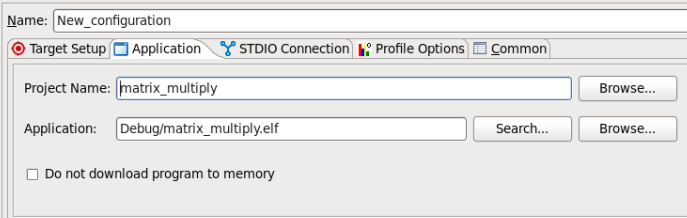 Name: New_configuration
Target Setup Application STDIO Connection Profile Options Common
Project Name: matrix_multiply Browse...
Application: Debug/matrix_multiply.elf Search... Browse...
Do not download program to memory